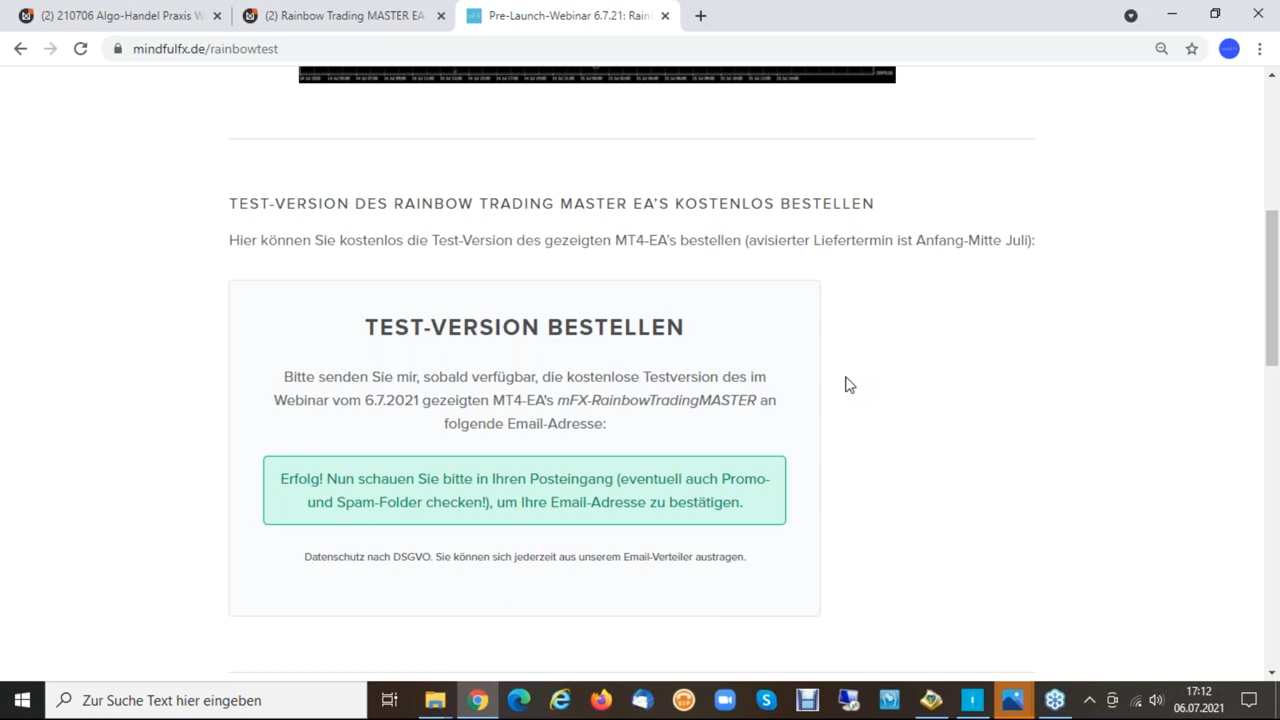 (2) 210706 Algo-Handel Praxis W
(2) Rainbow Trading MASTER EA
Pre-Launch-Webinar 6.7.21: Rain
mindfulfx.de/rainbowtest
TEST-VERSION DES RAINBOW TRADING MASTER EA'S KOSTENLOS BESTELLEN
Hier können Sie kostenlos die Test-Version des gezeigten MT4-EA's bestellen (avisierter Liefertermin ist Anfang-Mitte Juli):
TEST-VERSION BESTELLEN
Bitte senden Sie mir, sobald verfügbar, die kostenlose Testversion des im
Webinar vom 6.7.2021 gezeigten MT4-EA's mFX-RainbowTradingMASTER an
folgende Email-Adresse:
Erfolg! Nun schauen Sie bitte in Ihren Posteingang (eventuell auch Promo-
und Spam-Folder checken!), um Ihre Email-Adresse zu bestätigen.
Datenschutz nach DSGVO. Sie können sich jederzeit aus unserem Email-Verteiler austragen.
Zur Suche Text hier eingeben
17:12
06.07.2021